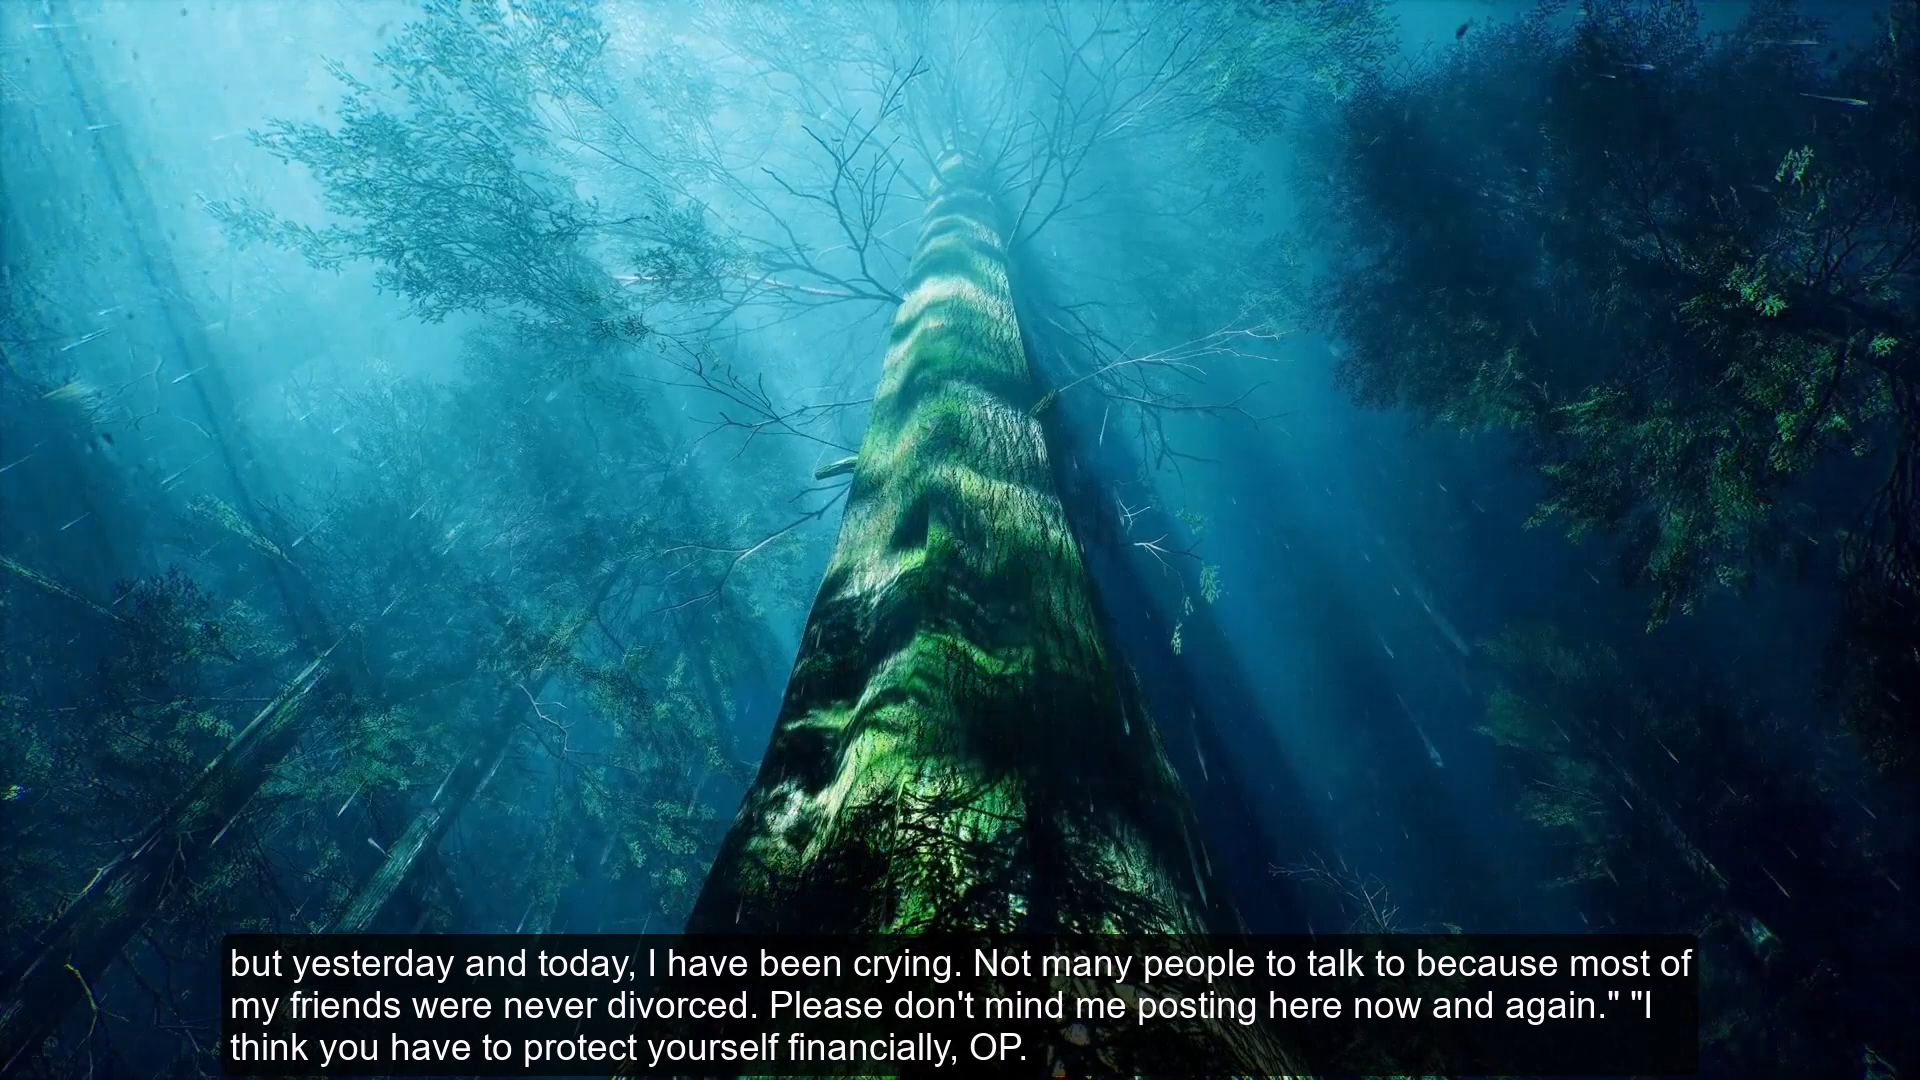 but yesterday and today, I have been crying. Not many people to talk to because most of
my friends were never divorced. Please don't mind me posting here now and again." "I
think you have to protect yourself financially, OP.